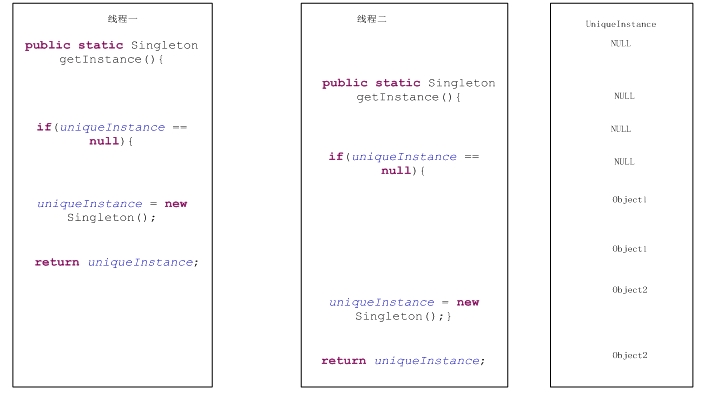 线程一
public static Singleton
getInstance(){
if(uniqueInstance ==
null){
uniqueInstance = new
Singleton();
return uniqueInstance;
线程二
public static Singleton
getInstance(){
if(uniqueInstance ==
null){
uniqueInstance = new
Singleton();}
return uniqueInstance;
UniqueInstance
NULL
NULL
NULL
NULL
Object1
Object1
Object2
Object2